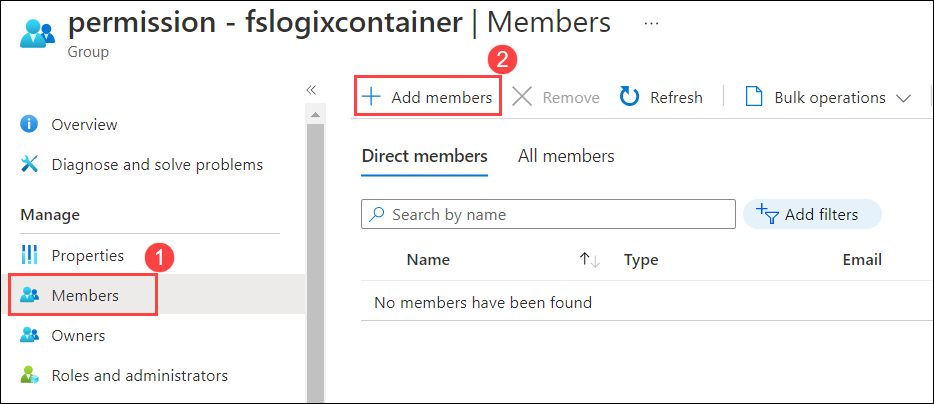 permission - fslogixcontainer | Members ...
Group
2
«
Add members Remove Refresh Bulk operations
Overview
Diagnose and solve problems
Direct members All members
Manage
Search by name Add filters
Properties
1
Name Type Email
Members
No members have been found
Owners
Roles and administrators